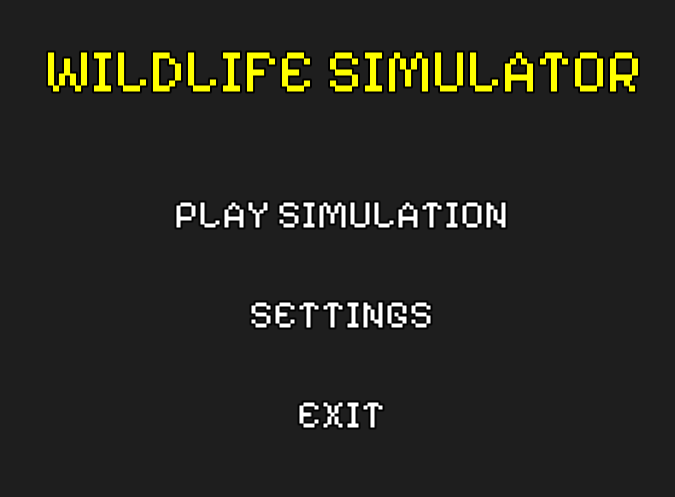 WILDLIFE SIMULATOR
PLAY SIMULATION
SETTINGS
EXIT